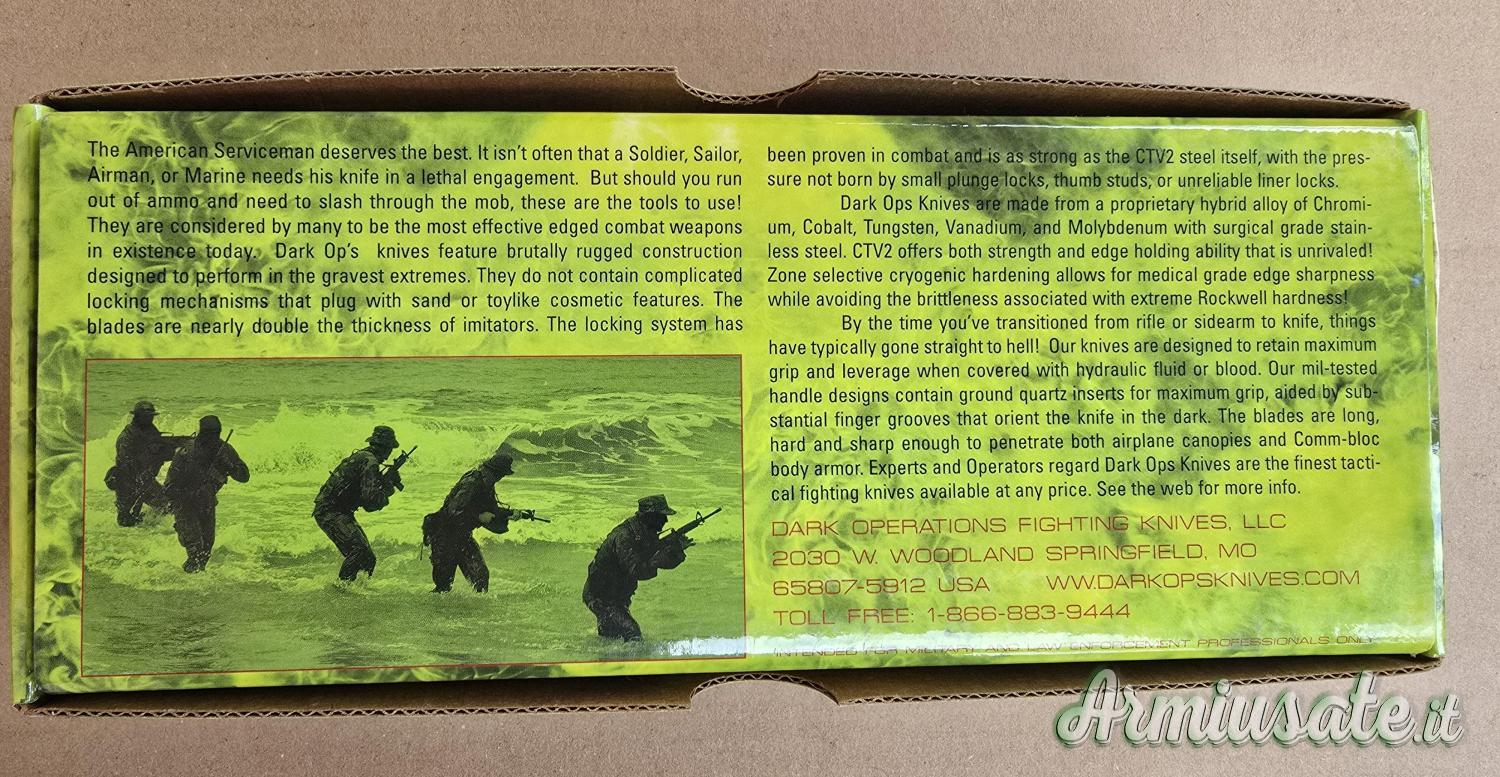 The American Serviceman deserves the best. It isn't often that a Soldier, Sailor,
Airman, or Marine needs his knife in a lethal engagement. But should you run
out of ammo and need to slash through the mob, these are the tools to use!
They are considered by many to be the most effective edged combat weapons
in existence today. Dark Op's knives feature brutally rugged construction
designed to perform in the gravest extremes. They do not contain complicated
locking mechanisms that plug with sand or toylike cosmetic features. The
blades are nearly double the thickness of imitators. The locking system has
been proven in combat and is as strong as the CTV2 steel itself, with the pres-
sure not born by small plunge locks, thumb studs, or unreliable liner locks.
Dark Ops Knives are made from a proprietary hybrid alloy of Chromi-
um, Cobalt, Tungsten, Vanadium, and Molybdenum with surgical grade stain-
less steel. CTV2 offers both strength and edge holding ability that is unrivaled!
Zone selective cryogenic hardening allows for medical grade edge sharpness
while avoiding the brittleness associated with extreme Rockwell hardness!
By the time you've transitioned from rifle or sidearm to knife, things
have typically gone straight to hell! Our knives are designed to retain maximum
grip and leverage when covered with hydraulic fluid or blood. Our mil-tested
handle designs contain ground quartz inserts for maximum grip, aided by sub-
stantial finger grooves that orient the knife in the dark. The blades are long,
hard and sharp enough to penetrate both airplane canopies and Comm-bloc
body armor. Experts and Operators regard Dark Ops Knives are the finest tacti-
cal fighting knives available at any price. See the web for more info.
DARK OPERATIONS FIGHTING KNIVES, LLC
2030 W. WOODLAND SPRINGFIELD, MO
65807-5912 USA WW.DARKOPSKNIVES.COM
TOLL FREE: 1-866-883-9444
INTENDED FOR MILITARY AND LAW ENFORCEMENT PROFESSIONALS ONLY
Armiusate.it